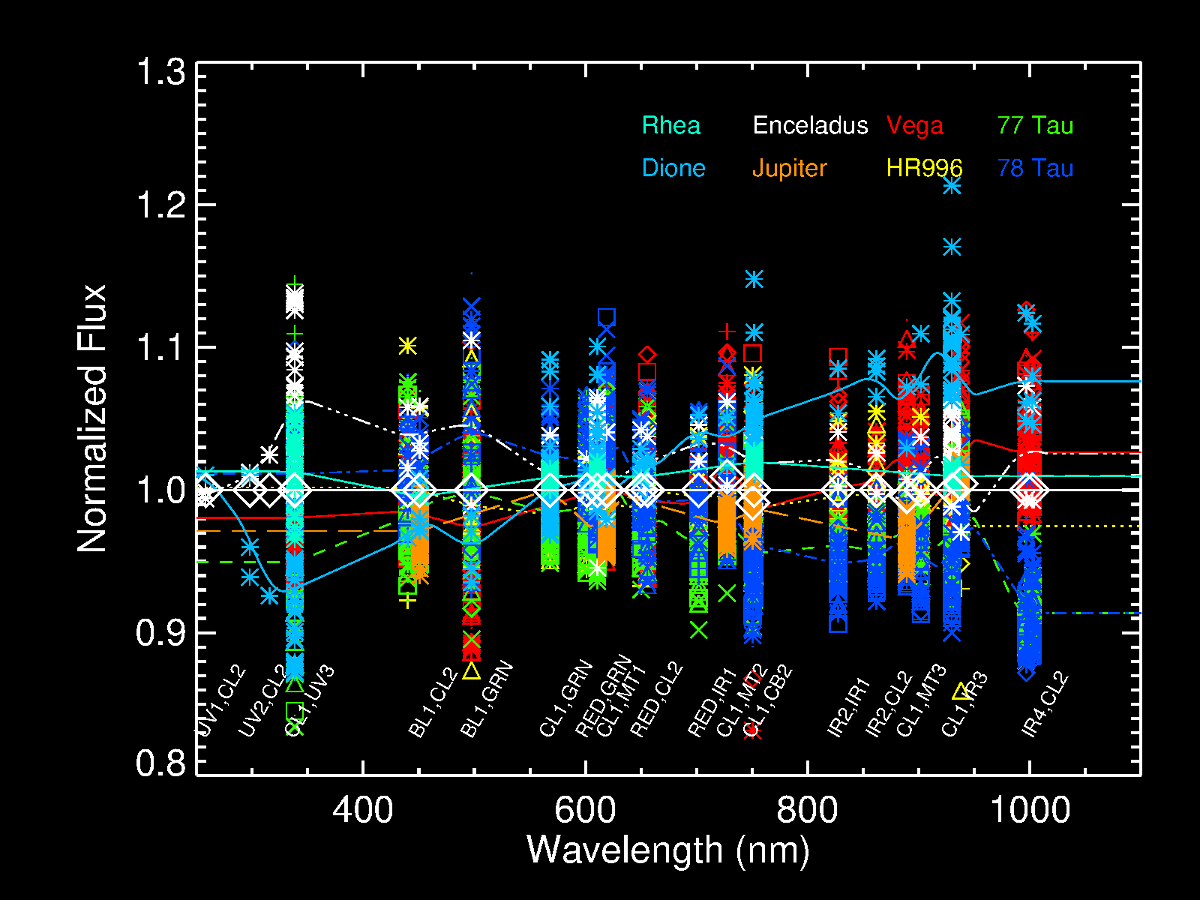 1.3
Rhea Enceladus Vega 77 Tau
Dione Jupiter HR996 78 Tau
1.2
1.1
1.0
0.9
0.8
Normalized Flux
UV1,CL2
UV2,CL2
CL1,UV3
BL1,CL2
BL1,GRN
CL1,GRN
RED,GRN
CL1,MT1
RED,CL2
RED,IR1
CL1,MT2
CL1,CB2
IR2,IR1
IR2,CL2
CL1,MT3
CL1,IR3
IR4,CL2
400 600 800 1000
Wavelength (nm)